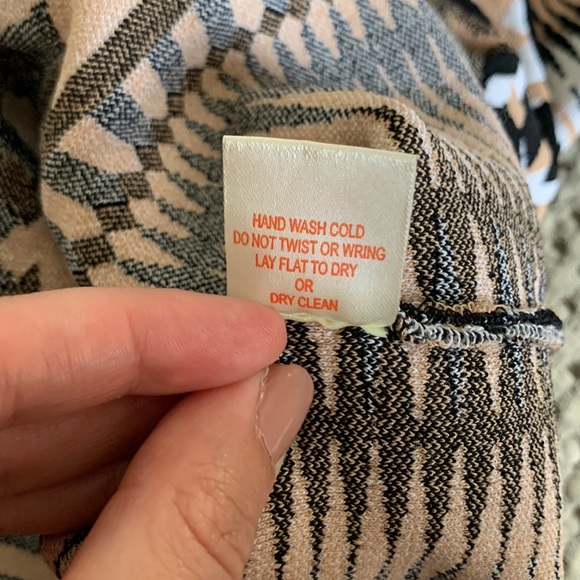 HAND WASH COLD
DO NOT TWIST OR WRING
LAY FLAT TO DRY
OR
DRY CLEAN